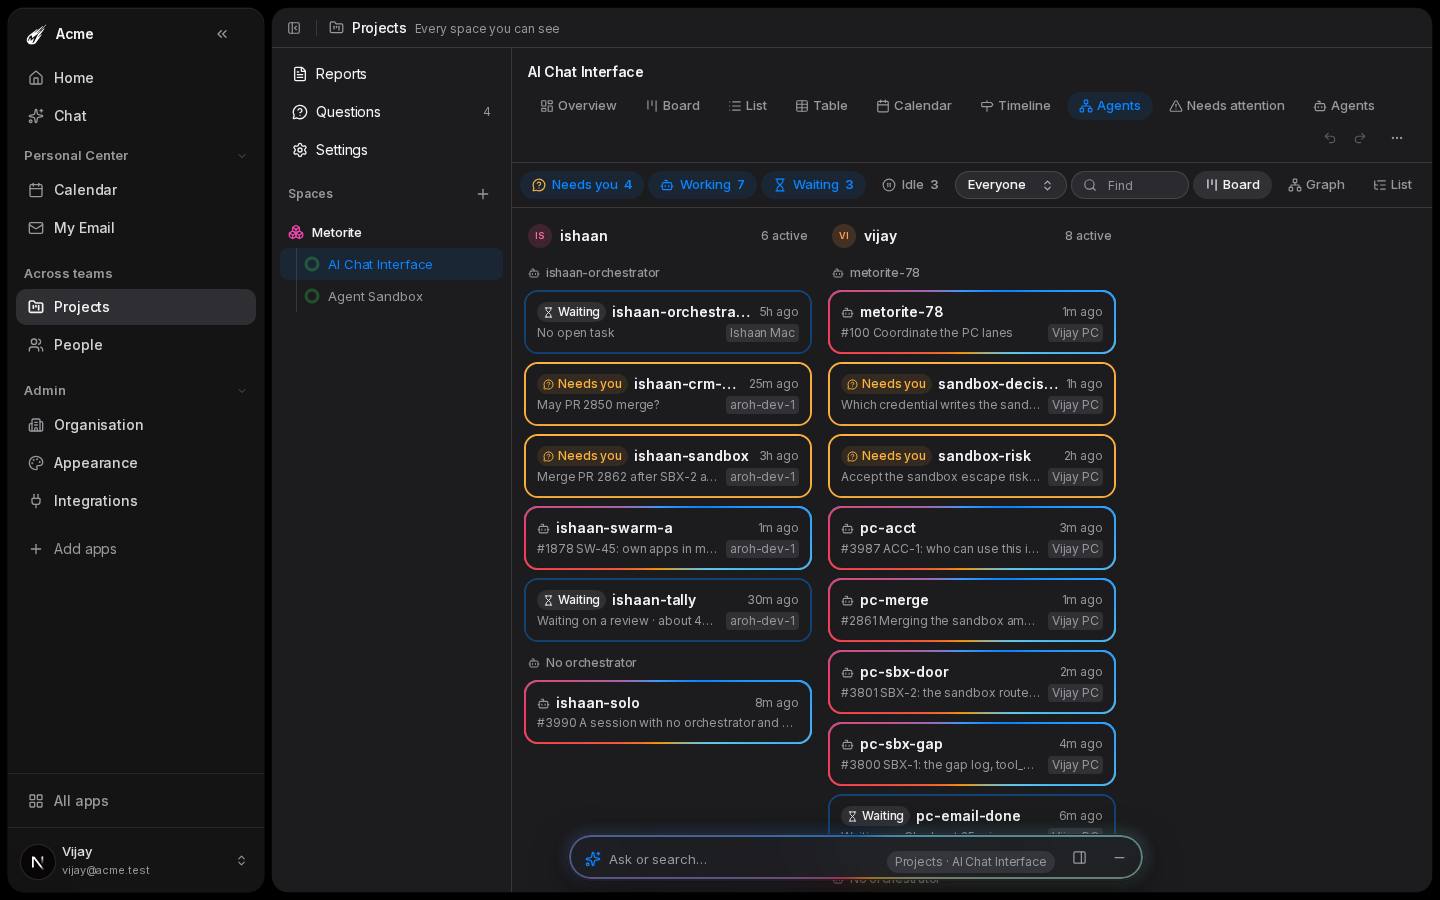 Acme
Home
Chat
Personal Center
Calendar
My Email
Across teams
Projects
People
Admin
Organisation
Appearance
Integrations
Add apps
All apps
N
Vijay
vijay@acme.test
Projects Every space you can see
Reports
Questions 4
Settings
Spaces
Metorite
AI Chat Interface
Agent Sandbox
AI Chat Interface
Overview Board List Table Calendar Timeline Agents Needs attention Agents
Needs you 4 Working 7 Waiting 3 Idle 3 Everyone Find Board Graph List
IS ishaan 6 active
ishaan-orchestrator
Waiting ishaan-orchestra... 5h ago
No open task Ishaan Mac
Needs you ishaan-crm-... 25m ago
May PR 2850 merge? aroh-dev-1
Needs you ishaan-sandbox 3h ago
Merge PR 2862 after SBX-2 a... aroh-dev-1
ishaan-swarm-a 1m ago
#1878 SW-45: own apps in m... aroh-dev-1
Waiting ishaan-tally 30m ago
Waiting on a review · about 4... aroh-dev-1
No orchestrator
ishaan-solo 8m ago
#3990 A session with no orchestrator and ...
VI vijay 8 active
metorite-78
metorite-78 1m ago
#100 Coordinate the PC lanes Vijay PC
Needs you sandbox-decis... 1h ago
Which credential writes the sand... Vijay PC
Needs you sandbox-risk 2h ago
Accept the sandbox escape risk... Vijay PC
pc-acct 3m ago
#3987 ACC-1: who can use this i... Vijay PC
pc-merge 1m ago
#2861 Merging the sandbox am... Vijay PC
pc-sbx-door 2m ago
#3801 SBX-2: the sandbox route... Vijay PC
pc-sbx-gap 4m ago
#3800 SBX-1: the gap log, tool_... Vijay PC
Waiting pc-email-done 6m ago
Ask or search... Projects · AI Chat Interface
No orchestrator